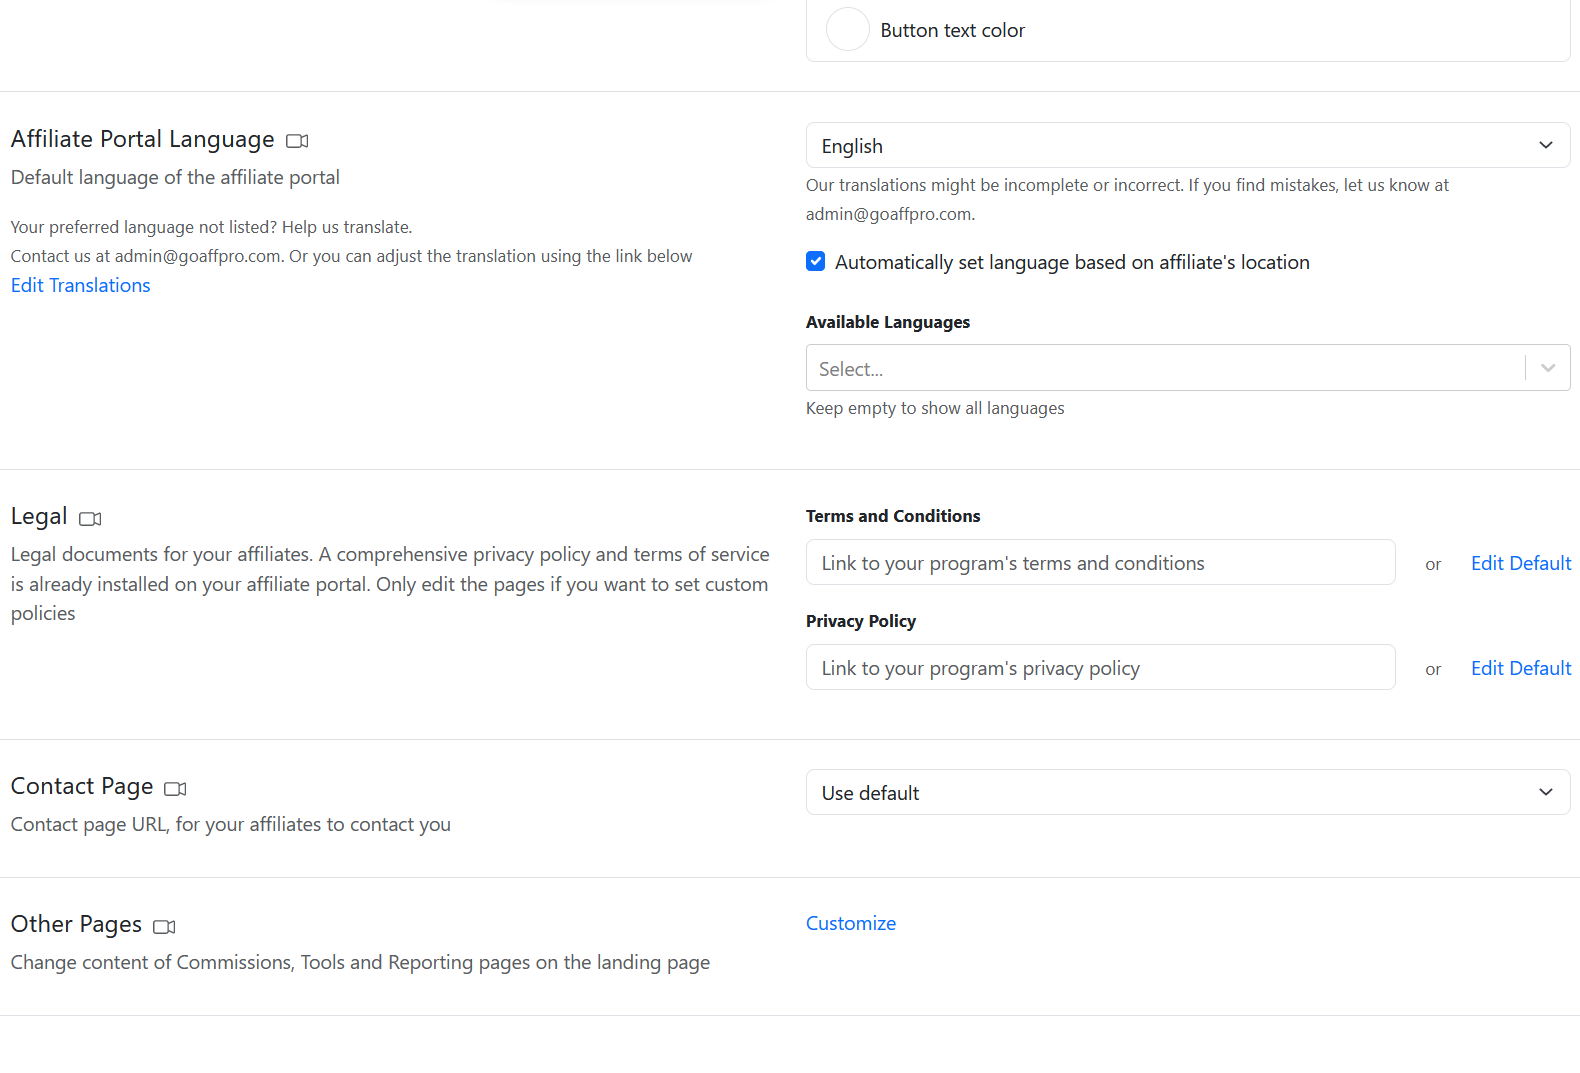 Button text color
Affiliate Portal Language
Default language of the affiliate portal
Your preferred language not listed? Help us translate.
Contact us at admin@goaffpro.com. Or you can adjust the translation using the link below
Edit Translations
English
Our translations might be incomplete or incorrect. If you find mistakes, let us know at
admin@goaffpro.com.
Automatically set language based on affiliate's location
Available Languages
Select...
Keep empty to show all languages
Legal
Legal documents for your affiliates. A comprehensive privacy policy and terms of service
is already installed on your affiliate portal. Only edit the pages if you want to set custom
policies
Terms and Conditions
Link to your program's terms and conditions or Edit Default
Privacy Policy
Link to your program's privacy policy or Edit Default
Contact Page
Contact page URL, for your affiliates to contact you
Use default
Other Pages
Change content of Commissions, Tools and Reporting pages on the landing page
Customize